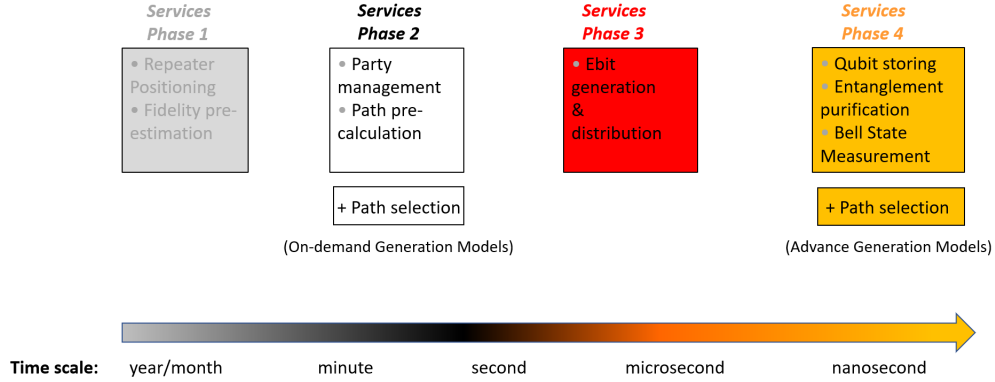 Services
Phase 1
Services
Phase 2
Services
Phase 3
Services
Phase 4
• Repeater
Positioning
• Fidelity pre-
estimation
• Party
management
• Path pre-
calculation
• Ebit
generation
&
distribution
• Qubit storing
• Entanglement
purification
• Bell State
Measurement
+ Path selection
(On-demand Generation Models)
+ Path selection
(Advance Generation Models)
Time scale: year/month minute second microsecond nanosecond